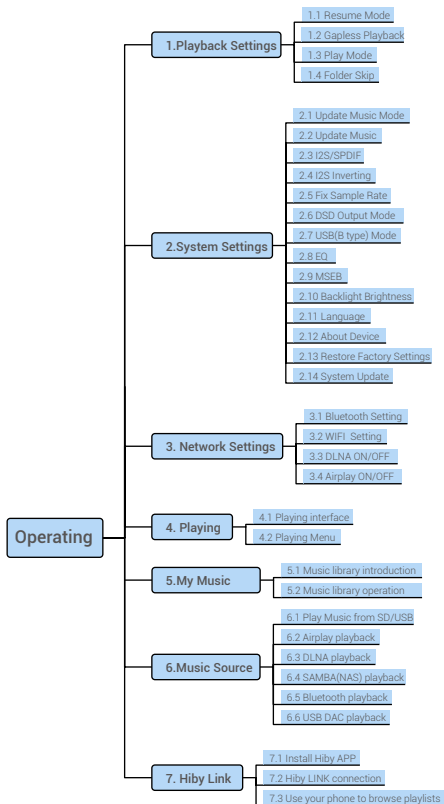 Operating
1.Playback Settings
1.1 Resume Mode
1.2 Gapless Playback
1.3 Play Mode
1.4 Folder Skip
2.System Settings
2.1 Update Music Mode
2.2 Update Music
2.3 I2S/SPDIF
2.4 I2S Inverting
2.5 Fix Sample Rate
2.6 DSD Output Mode
2.7 USB(B type) Mode
2.8 EQ
2.9 MSEB
2.10 Backlight Brightness
2.11 Language
2.12 About Device
2.13 Restore Factory Settings
2.14 System Update
3. Network Settings
3.1 Bluetooth Setting
3.2 WIFI Setting
3.3 DLNA ON/OFF
3.4 Airplay ON/OFF
4. Playing
4.1 Playing interface
4.2 Playing Menu
5.My Music
5.1 Music library introduction
5.2 Music library operation
6.Music Source
6.1 Play Music from SD/USB
6.2 Airplay playback
6.3 DLNA playback
6.4 SAMBA(NAS) playback
6.5 Bluetooth playback
6.6 USB DAC playback
7. Hiby Link
7.1 Install Hiby APP
7.2 Hiby LINK connection
7.3 Use your phone to browse playlists